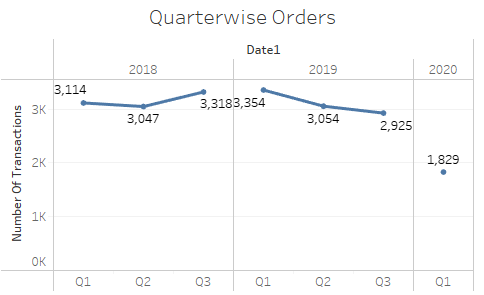 Quarterwise Orders
Date1
2018 2019 2020
3,114 3,047 3,318 3,354 3,054 2,925 1,829
Number Of Transactions
3K
2K
1K
0K
Q1 Q2 Q3 Q1 Q2 Q3 Q1